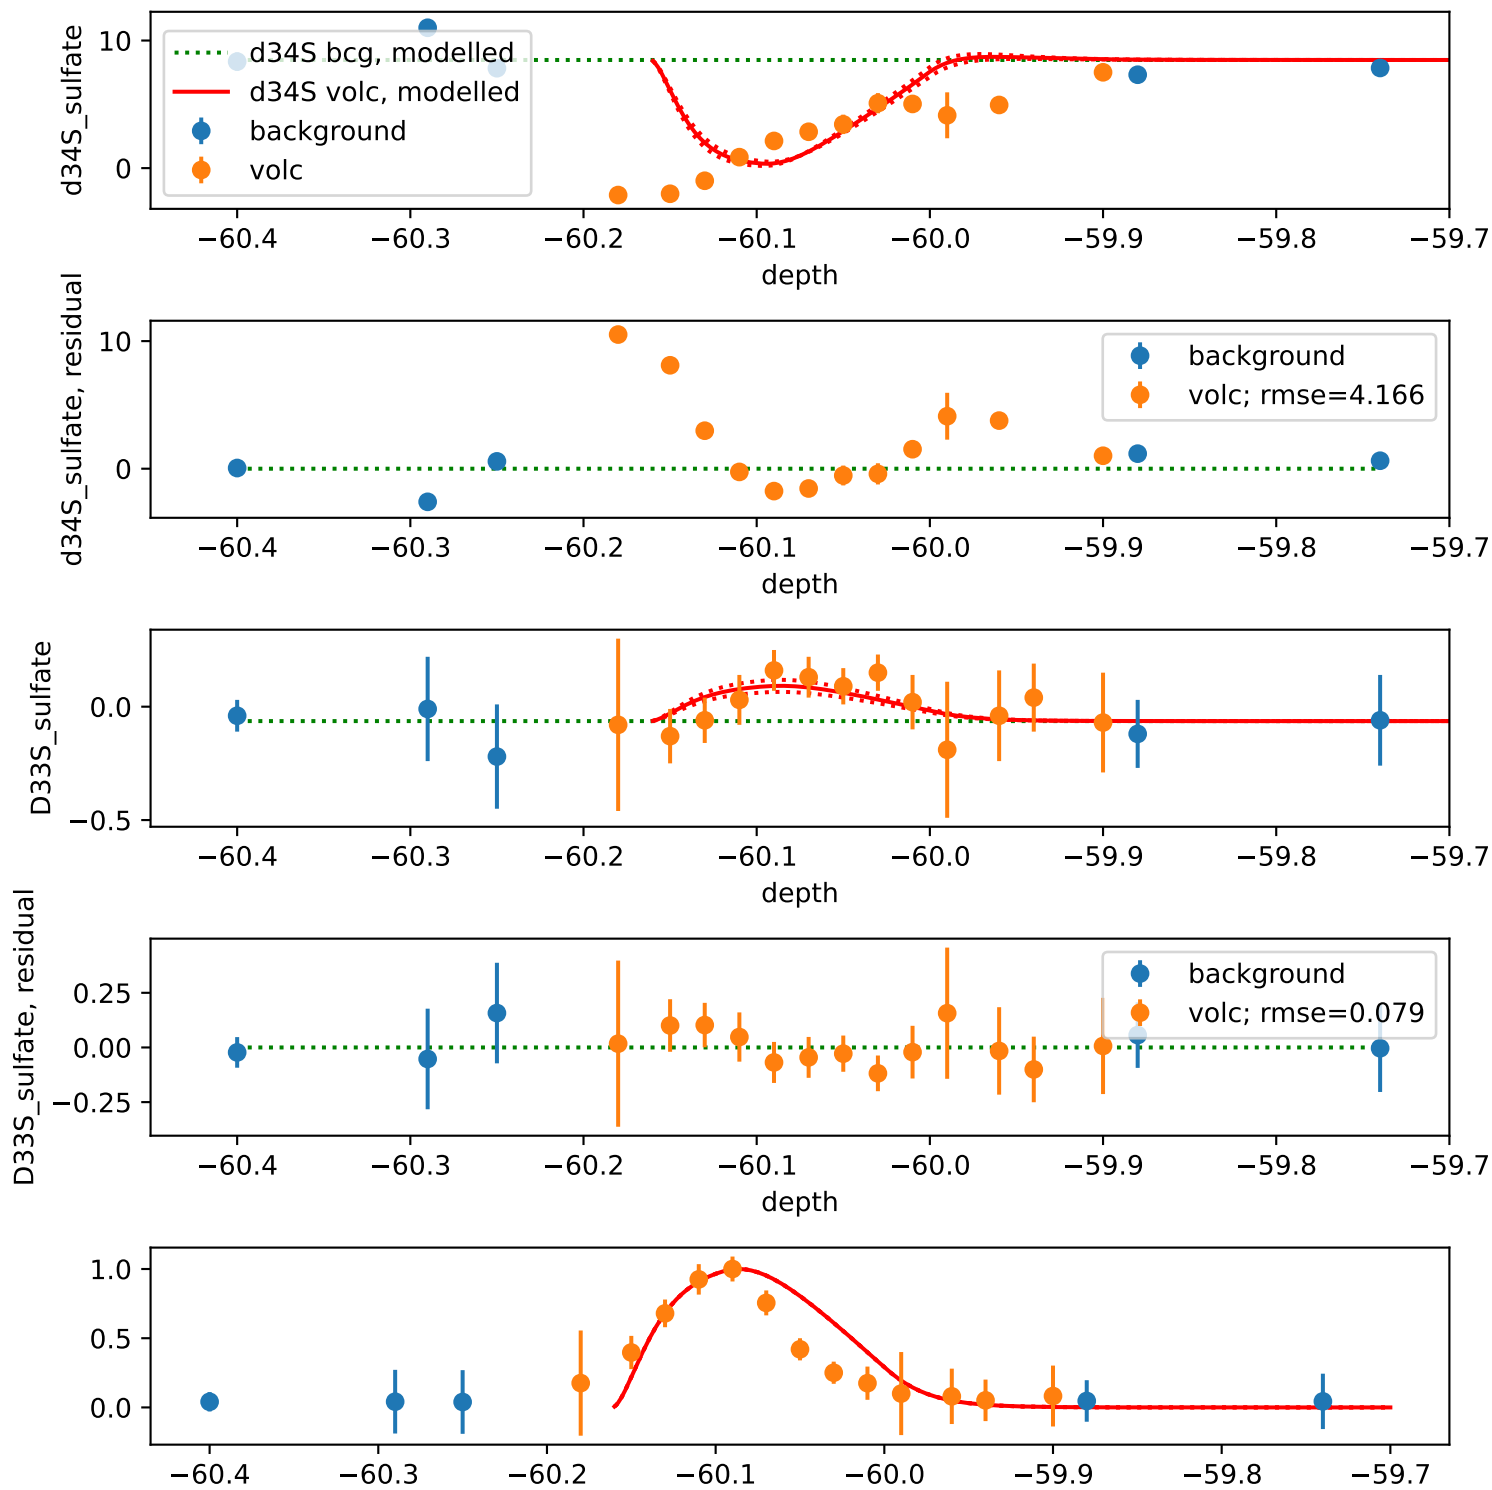 d34S_sulfate
10
0
d34S bcg, modelled
d34S volc, modelled
background
volc
−60.4 −60.3 −60.2 −60.1 −60.0 −59.9 −59.8 −59.7
depth
d34S_sulfate, residual
10
0
background
volc; rmse=4.166
−60.4 −60.3 −60.2 −60.1 −60.0 −59.9 −59.8 −59.7
depth
D33S_sulfate
0.0
−0.5
−60.4 −60.3 −60.2 −60.1 −60.0 −59.9 −59.8 −59.7
depth
D33S_sulfate, residual
0.25
0.00
−0.25
background
volc; rmse=0.079
−60.4 −60.3 −60.2 −60.1 −60.0 −59.9 −59.8 −59.7
depth
1.0
0.5
0.0
−60.4 −60.3 −60.2 −60.1 −60.0 −59.9 −59.8 −59.7